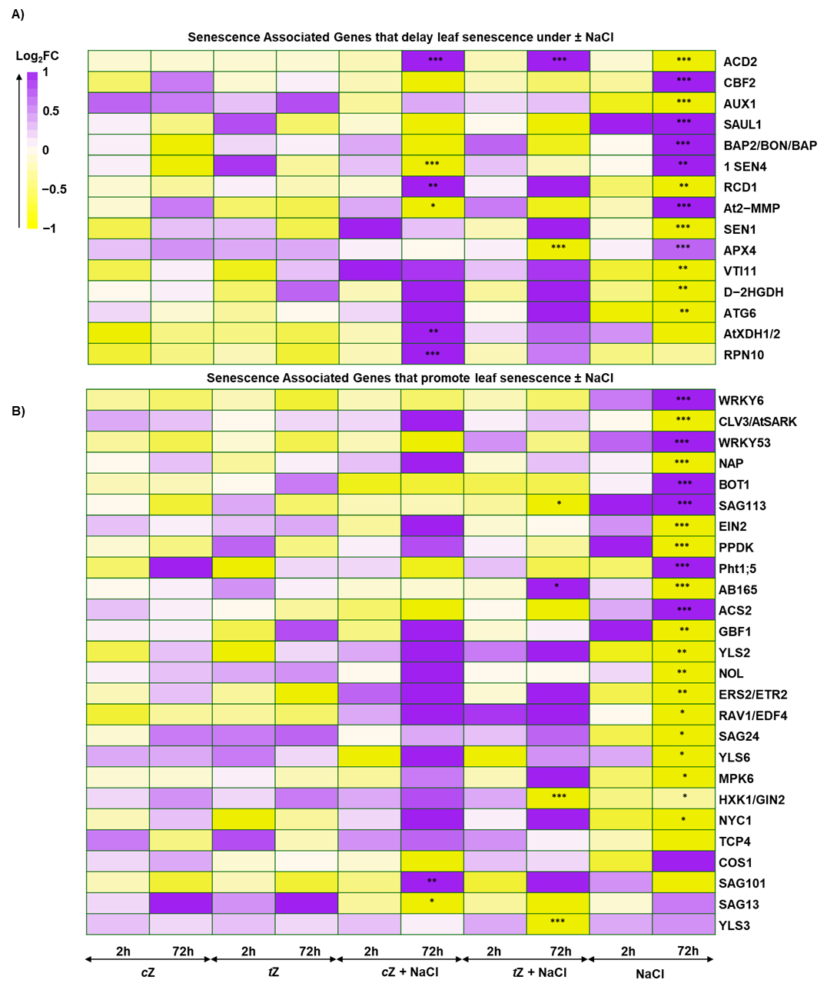 A)
Senescence Associated Genes that delay leaf senescence under ± NaCl
Log2FC
1
0.5
0
−0.5
−1
*** *** *** ACD2
*** CBF2
*** AUX1
*** SAUL1
*** BAP2/BON/BAP
*** ** 1 SEN4
** ** RCD1
* *** At2−MMP
*** SEN1
*** *** APX4
** VTI11
** D−2HGDH
** ATG6
** AtXDH1/2
*** RPN10
Senescence Associated Genes that promote leaf senescence ± NaCl
B)
*** WRKY6
*** CLV3/AtSARK
*** WRKY53
*** NAP
*** BOT1
* *** SAG113
*** EIN2
*** PPDK
*** Pht1;5
* *** AB165
*** ACS2
** GBF1
** YLS2
** NOL
** ERS2/ETR2
* RAV1/EDF4
* SAG24
* YLS6
* MPK6
*** * HXK1/GIN2
* NYC1
TCP4
COS1
** SAG101
* SAG13
*** YLS3
2h 72h 2h 72h 2h 72h 2h 72h 2h 72h
cZ tZ cZ + NaCl tZ + NaCl NaCl